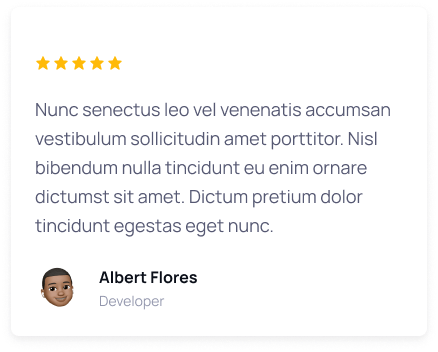 Nunc senectus leo vel venenatis accumsan
vestibulum sollicitudin amet porttitor. Nisl
bibendum nulla tincidunt eu enim ornare
dictumst sit amet. Dictum pretium dolor
tincidunt egestas eget nunc.
Albert Flores
Developer